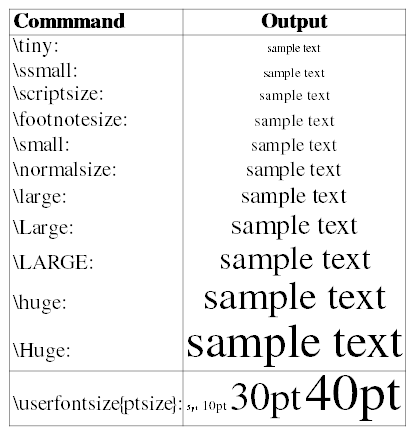 Commmand Output
\tiny: sample text
\ssmall: sample text
\scriptsize: sample text
\footnotesize: sample text
\small: sample text
\normalsize: sample text
\large: sample text
\Large: sample text
\LARGE: sample text
\huge: sample text
\Huge: sample text
\userfontsize{ptsize}: 5pt 10pt 30pt 40pt